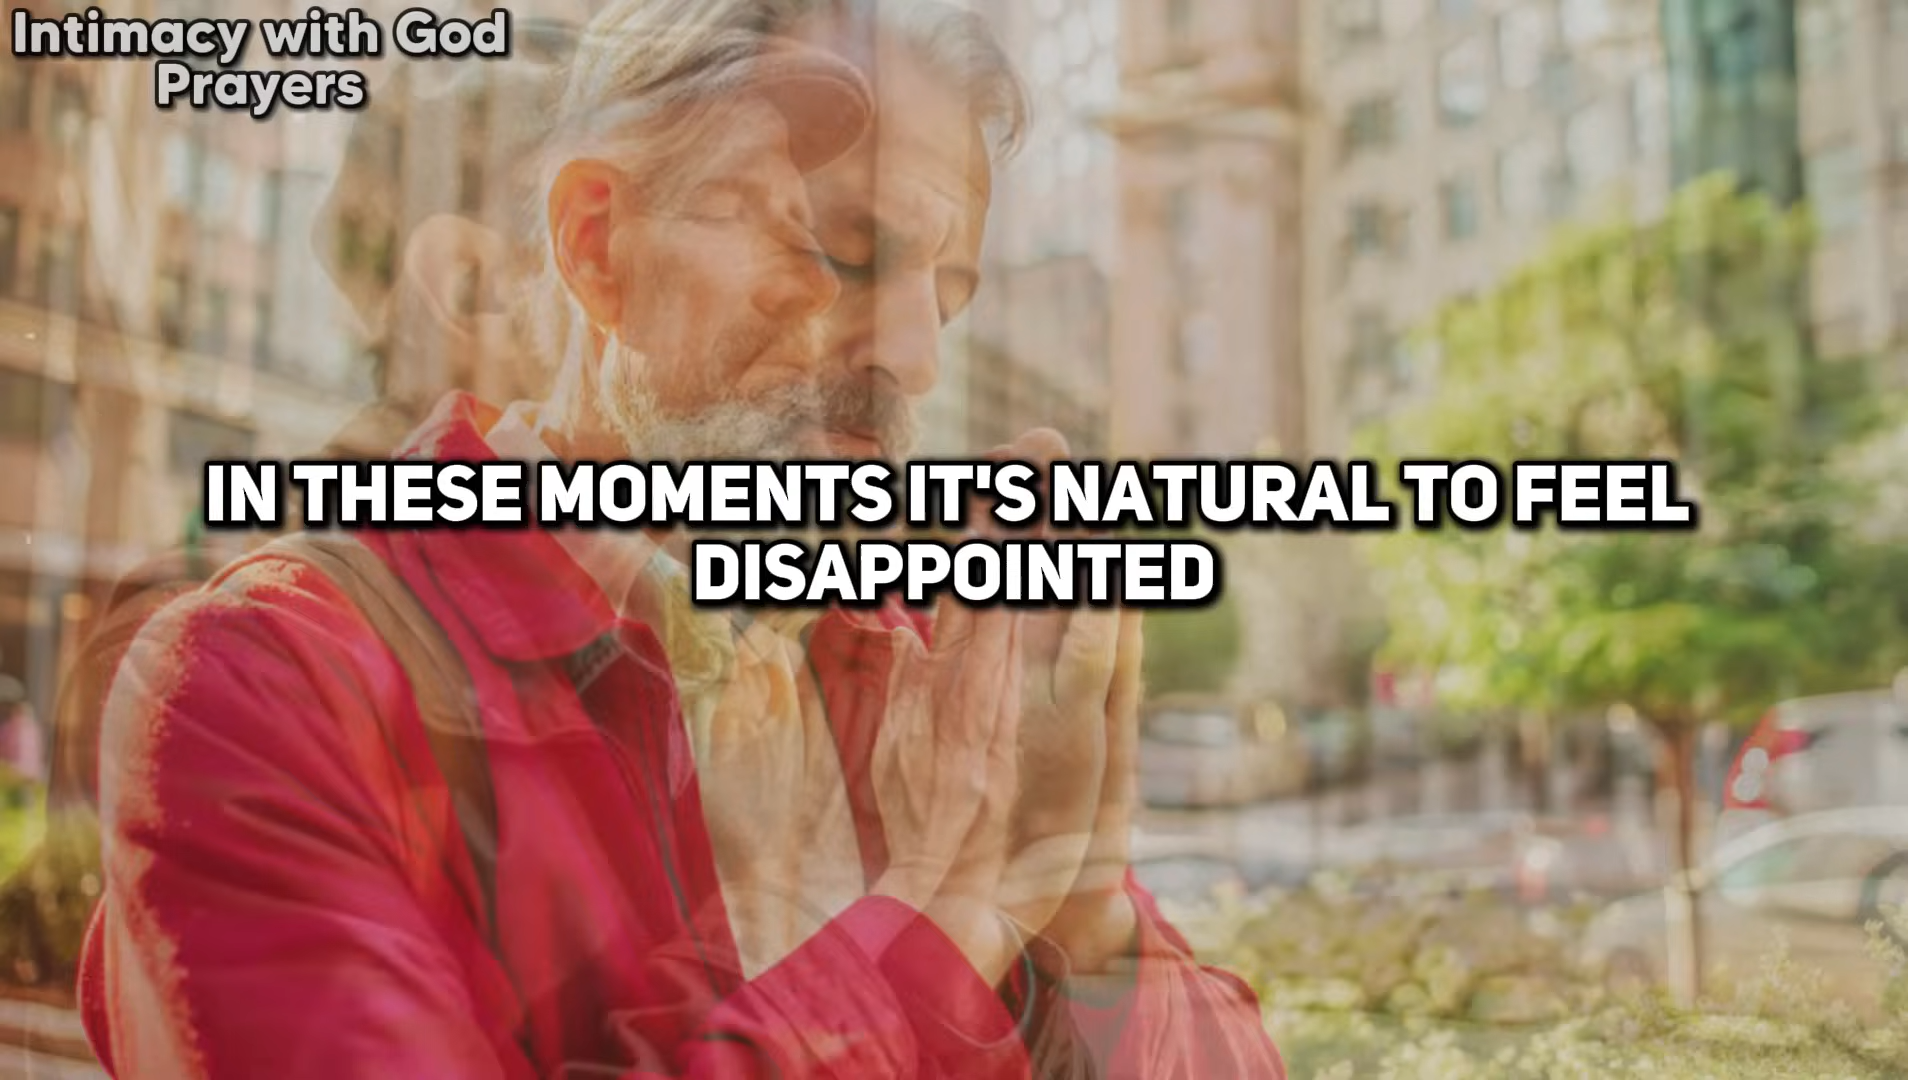 Intimacy with God
Prayers
IN THESE MOMENTS IT'S NATURAL TO FEEL
DISAPPOINTED